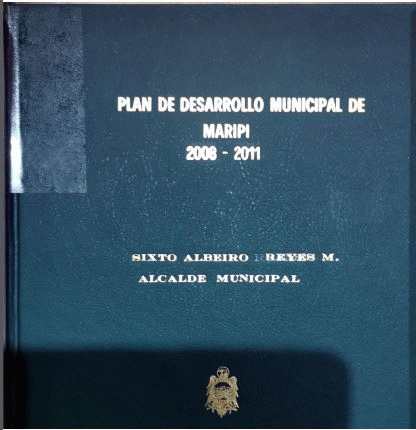 PLAN DE DESARROLLO MUNICIPAL DE
MARIPI
2008 - 2011
SIXTO ALBEIRO REYES M.
ALCALDE MUNICIPAL